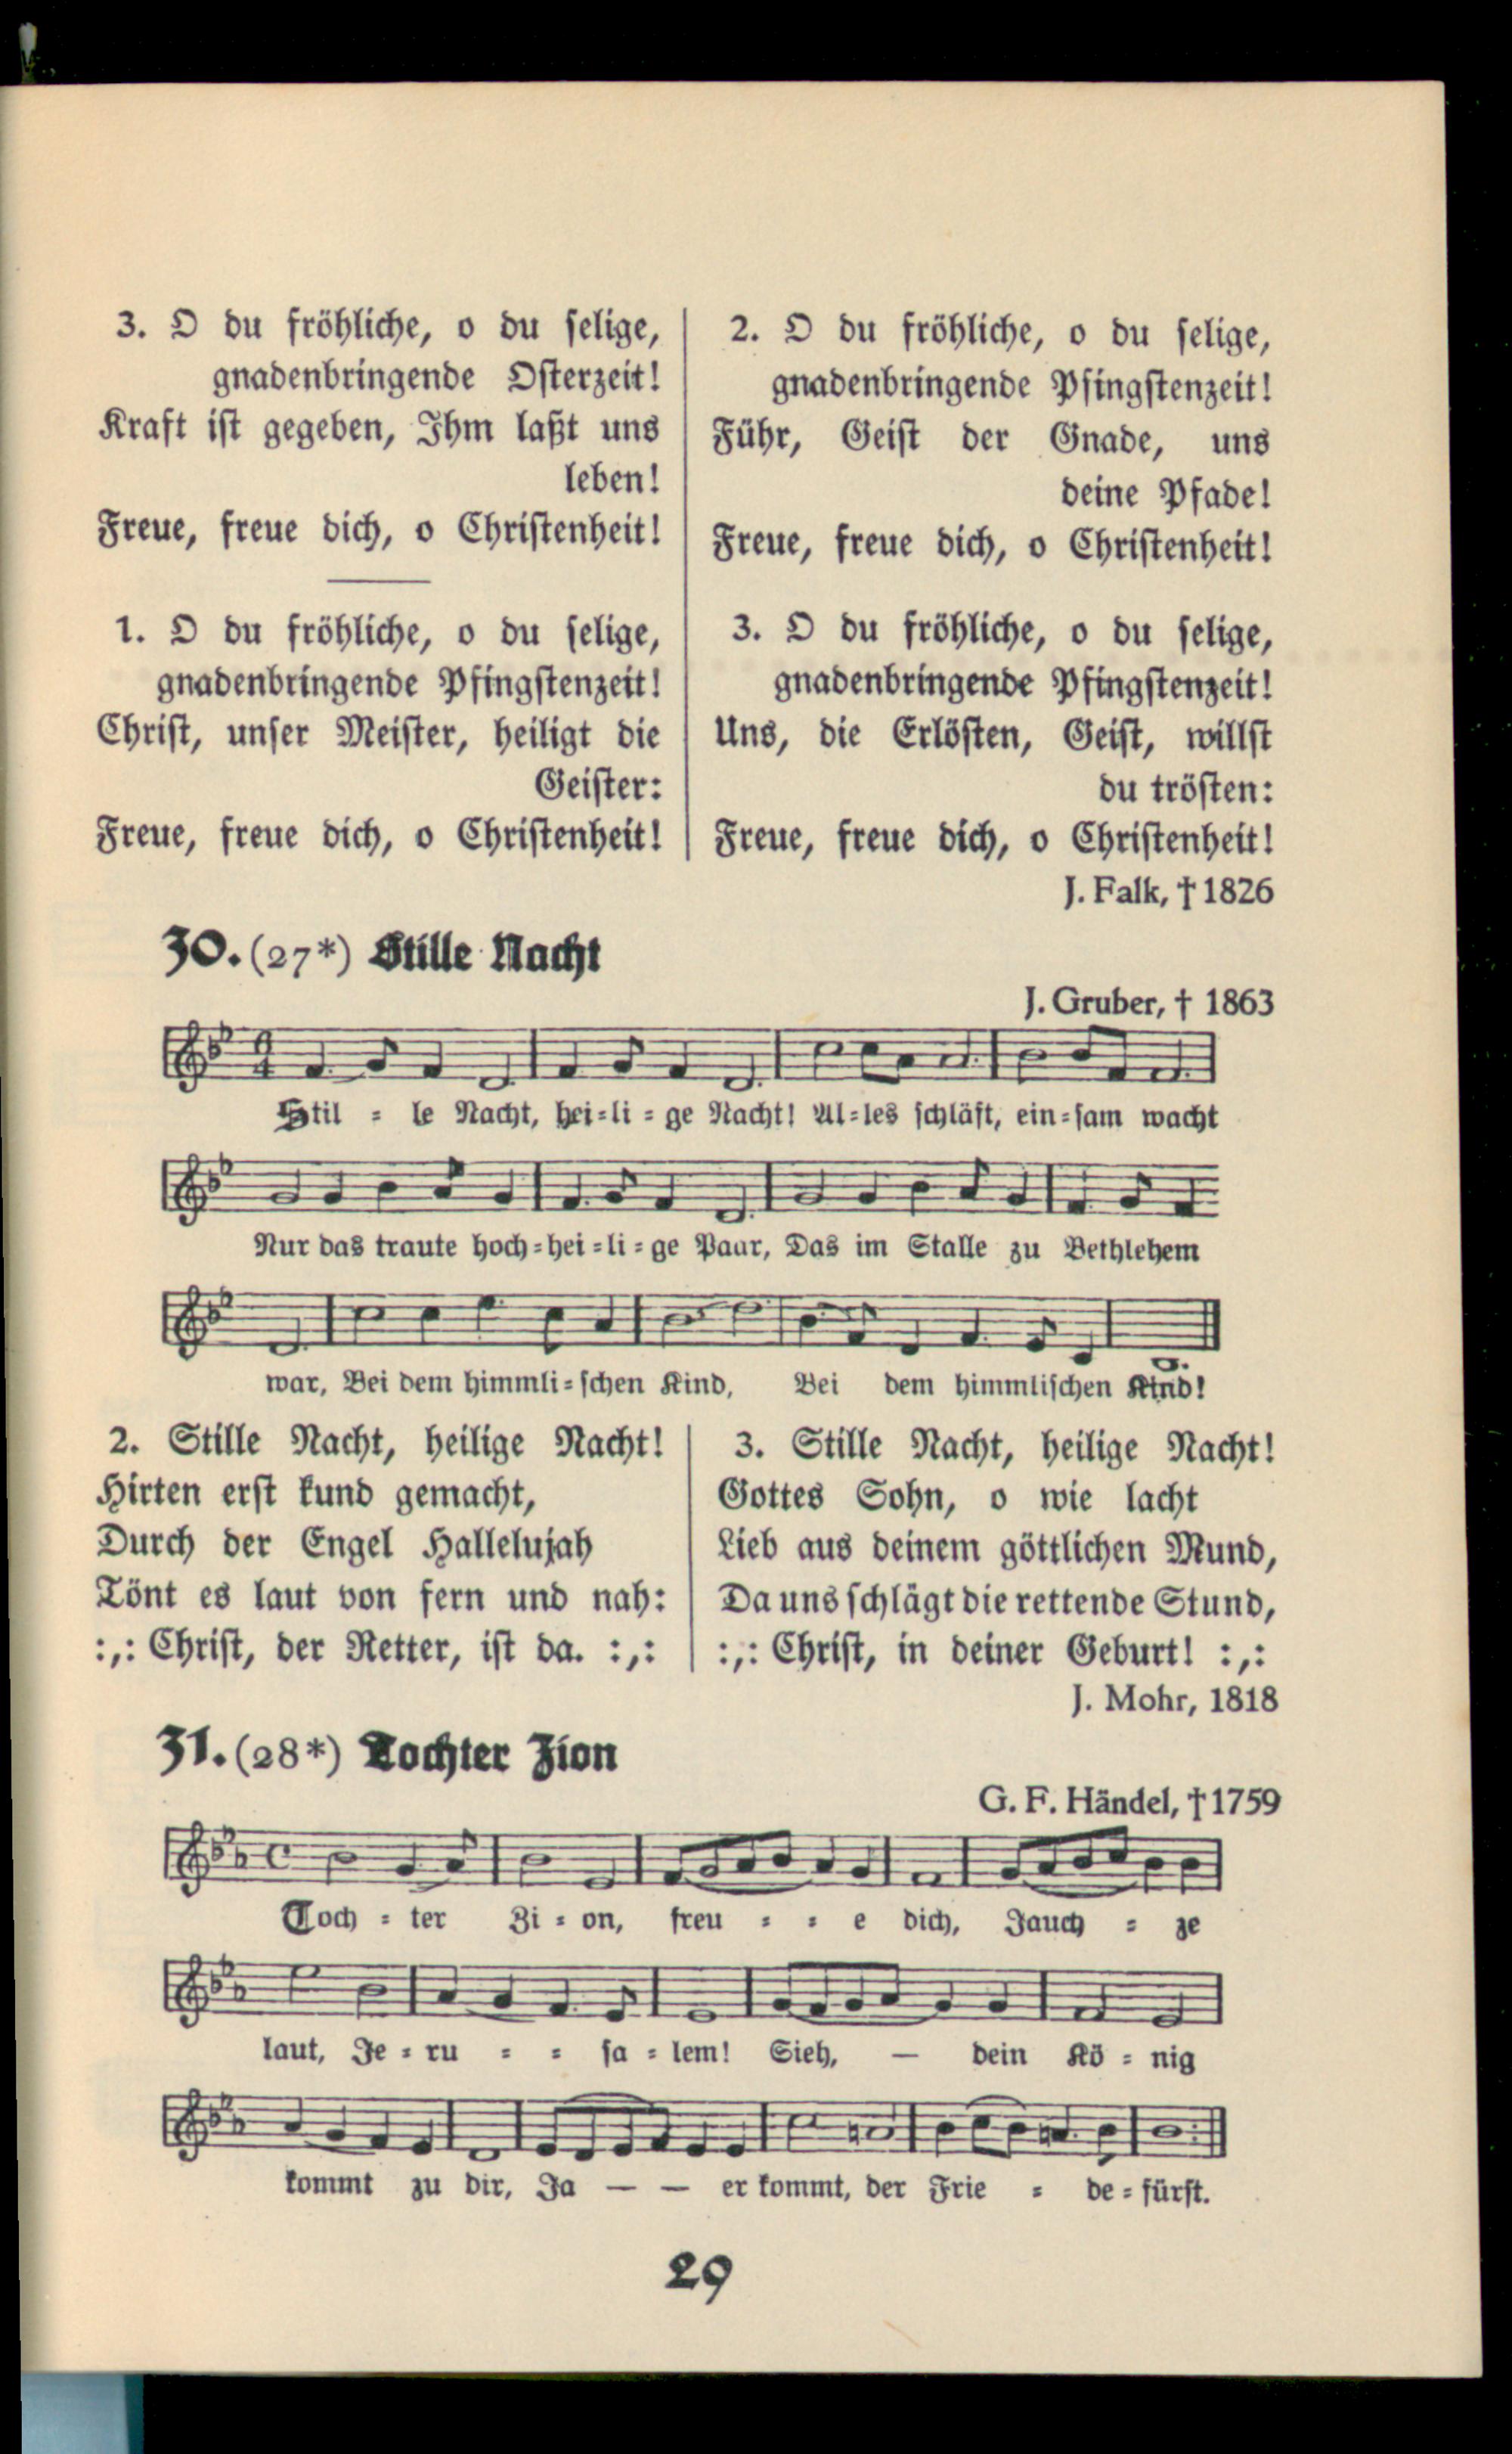 3. O du fröhliche, o du selige,
gnadenbringende Osterzeit!
Kraft ist gegeben, Ihm laßt uns
leben!
Freue, freue dich, o Christenheit!
1. O du fröhliche, o du selige,
gnadenbringende Pfingstenzeit!
Christ, unser Meister, heiligt die
Geister:
Freue, freue dich, o Christenheit!
2. O du fröhliche, o du selige,
gnadenbringende Pfingstenzeit!
Führ, Geist der Gnade, uns
deine Pfade!
Freue, freue dich, o Christenheit!
3. O du fröhliche, o du selige,
gnadenbringende Pfingstenzeit!
Uns, die Erlösten, Geist, willst
du trösten:
Freue, freue dich, o Christenheit!
J. Falk, † 1826
30. (27*) Stille Nacht
J. Gruber, † 1863
6
4
Stil = le Nacht, hei=li = ge Nacht! Al=les schläft, ein=sam wacht
Nur das traute hoch=hei=li=ge Paar, Das im Stalle zu Bethlehem
war, Bei dem himmli=schen Kind, Bei dem himmlischen Kind!
2. Stille Nacht, heilige Nacht!
Hirten erst kund gemacht,
Durch der Engel Hallelujah
Tönt es laut von fern und nah:
:,: Christ, der Retter, ist da. :,:
3. Stille Nacht, heilige Nacht!
Gottes Sohn, o wie lacht
Lieb aus deinem göttlichen Mund,
Da uns schlägt die rettende Stund,
:,: Christ, in deiner Geburt! :,:
J. Mohr, 1818
31. (28*) Tochter Zion
G. F. Händel, † 1759
Toch = ter Zi = on, freu = = e dich, Jauch = ze
laut, Je = ru = = sa = lem! Sieh, — dein Kö = nig
kommt zu dir, Ja — — er kommt, der Frie = de = fürst.
29